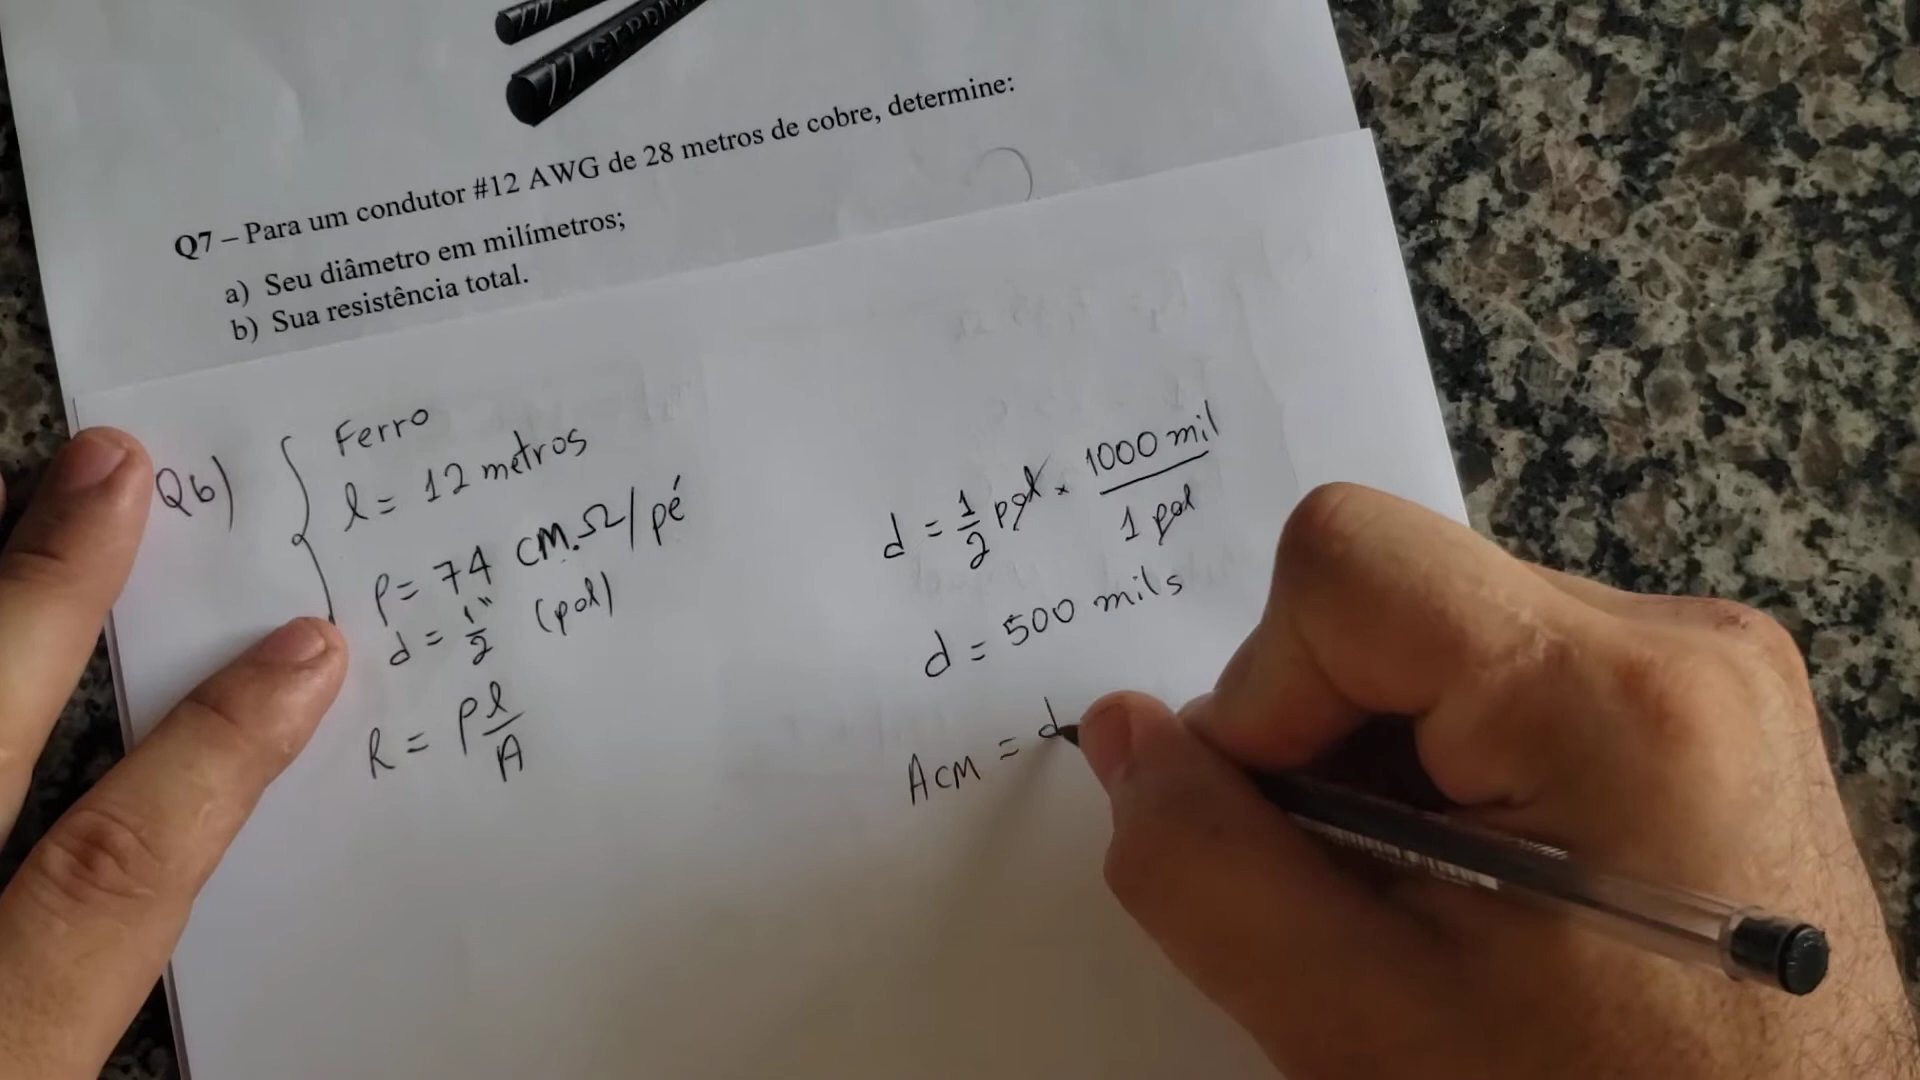 Q7 – Para um condutor #12 AWG de 28 metros de cobre, determine:
a) Seu diâmetro em milímetros;
b) Sua resistência total.
Q6) Ferro
l = 12 metros
ρ = 74 CM.Ω/pé
d = 1/2" (pol)
R = ρl/A
d = 1/2 pol × 1000 mil / 1 pol
d = 500 mils
ACM = d